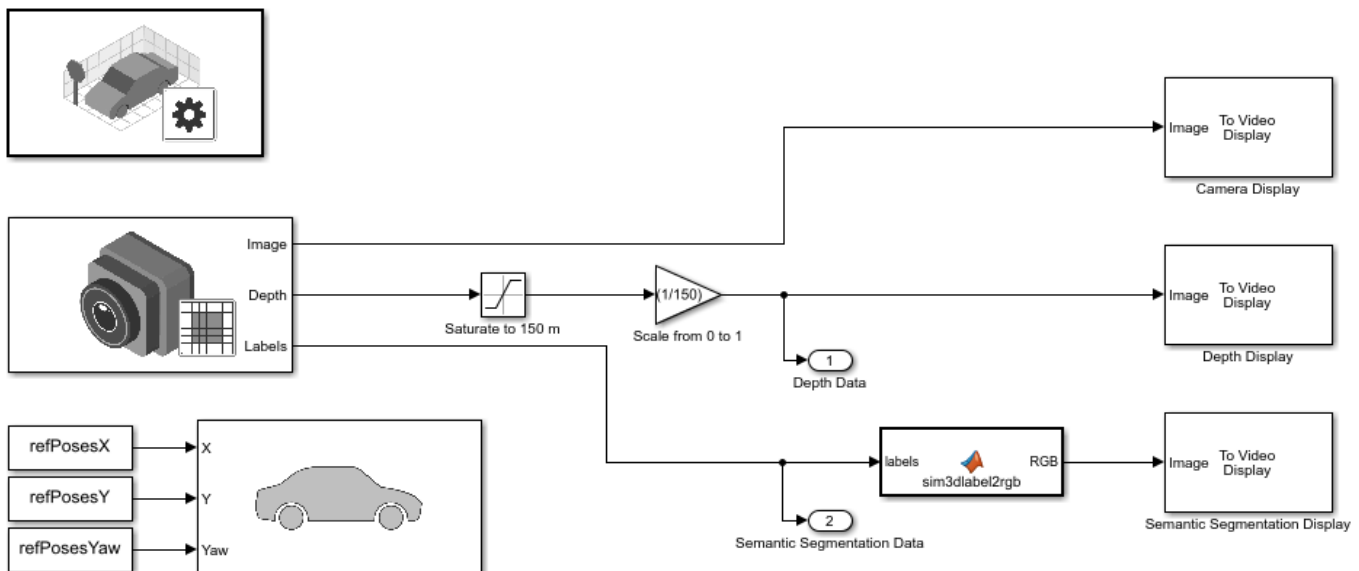 Image
To Video
Display
Camera Display
Image
Depth
Labels
Saturate to 150 m
(1/150)
Scale from 0 to 1
Image
To Video
Display
Depth Display
1
Depth Data
refPosesX
X
refPosesY
Y
refPosesYaw
Yaw
labels
RGB
sim3dlabel2rgb
Image
To Video
Display
Semantic Segmentation Display
2
Semantic Segmentation Data